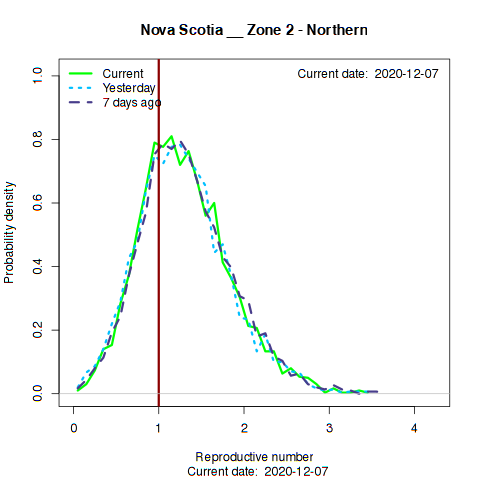 Nova Scotia __ Zone 2 - Northern
Current
Yesterday
7 days ago
Current date:  2020-12-07
Probability density
0.0
0.2
0.4
0.6
0.8
1.0
0
1
2
3
4
Reproductive number
Current date:  2020-12-07